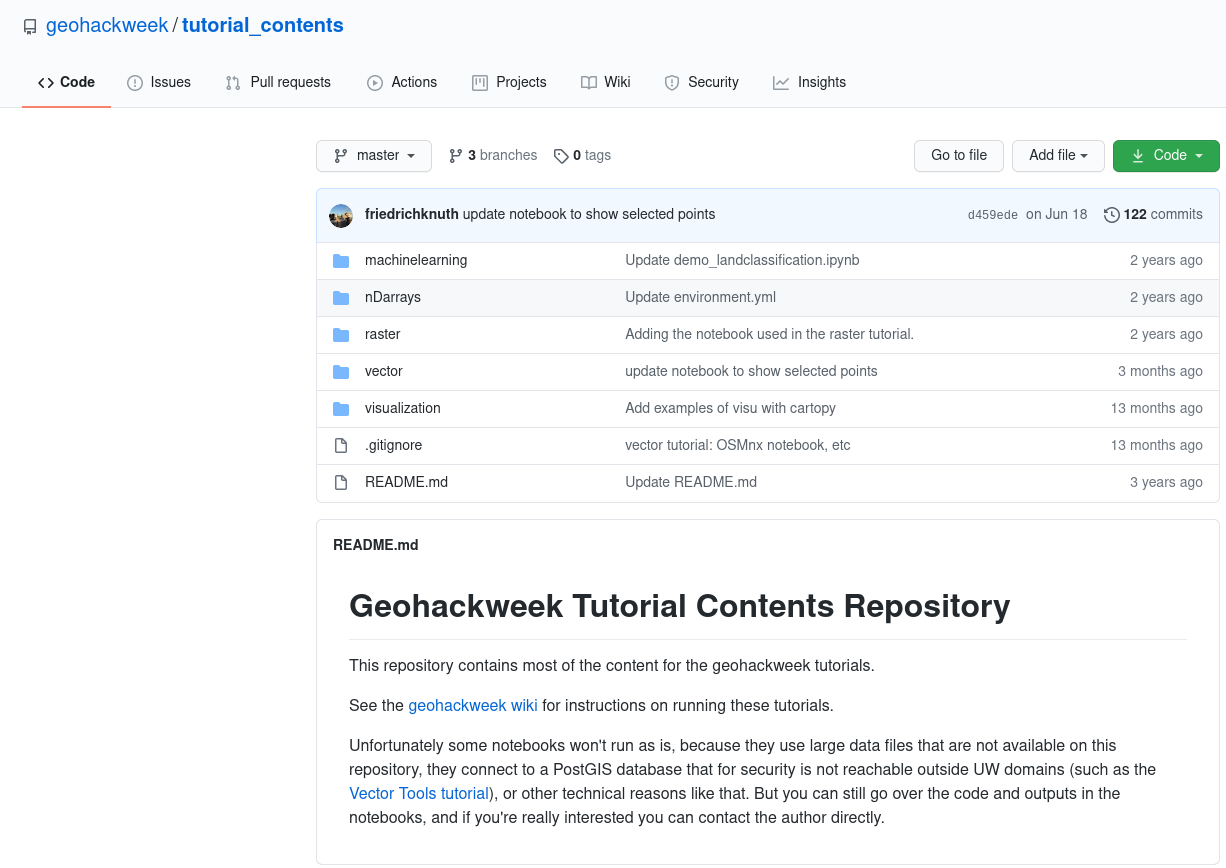 geohackweek / tutorial_contents
Code Issues Pull requests Actions Projects Wiki Security Insights
master 3 branches 0 tags Go to file Add file Code
friedrichknuth update notebook to show selected points d459ede on Jun 18 122 commits
machinelearning Update demo_landclassification.ipynb 2 years ago
nDarrays Update environment.yml 2 years ago
raster Adding the notebook used in the raster tutorial. 2 years ago
vector update notebook to show selected points 3 months ago
visualization Add examples of visu with cartopy 13 months ago
.gitignore vector tutorial: OSMnx notebook, etc 13 months ago
README.md Update README.md 3 years ago
README.md
Geohackweek Tutorial Contents Repository
This repository contains most of the content for the geohackweek tutorials.
See the geohackweek wiki for instructions on running these tutorials.
Unfortunately some notebooks won't run as is, because they use large data files that are not available on this
repository, they connect to a PostGIS database that for security is not reachable outside UW domains (such as the
Vector Tools tutorial), or other technical reasons like that. But you can still go over the code and outputs in the
notebooks, and if you're really interested you can contact the author directly.